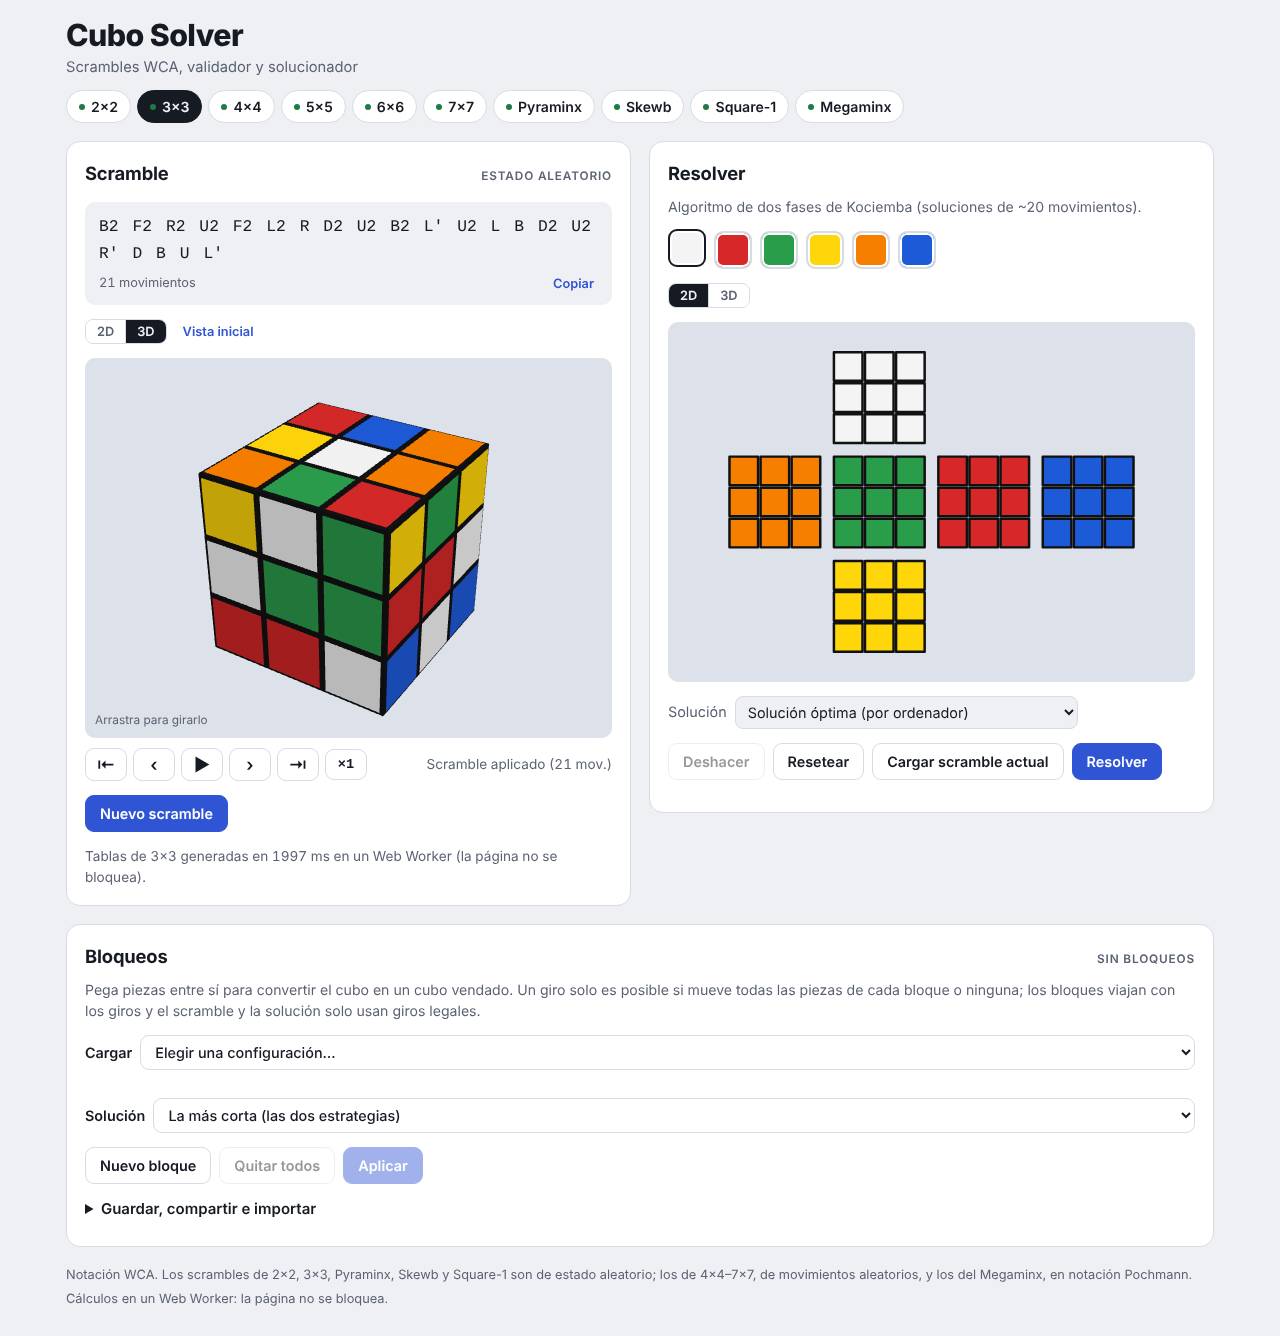 Cubo Solver
Scrambles WCA, validador y solucionador
2×2
3×3
4×4
5×5
6×6
7×7
Pyraminx
Skewb
Square-1
Megaminx
Scramble
ESTADO ALEATORIO
B2 F2 R2 U2 F2 L2 R D2 U2 B2 L' U2 L B D2 U2
R' D B U L'
21 movimientos
Copiar
2D
3D
Vista inicial
Arrastra para girarlo
×1
Scramble aplicado (21 mov.)
Nuevo scramble
Tablas de 3×3 generadas en 1997 ms en un Web Worker (la página no se
bloquea).
Resolver
Algoritmo de dos fases de Kociemba (soluciones de ~20 movimientos).
2D
3D
Solución
Solución óptima (por ordenador)
Deshacer
Resetear
Cargar scramble actual
Resolver
Bloqueos
SIN BLOQUEOS
Pega piezas entre sí para convertir el cubo en un cubo vendado. Un giro solo es posible si mueve todas las piezas de cada bloque o ninguna; los bloques viajan con
los giros y el scramble y la solución solo usan giros legales.
Cargar
Elegir una configuración...
Solución
La más corta (las dos estrategias)
Nuevo bloque
Quitar todos
Aplicar
Guardar, compartir e importar
Notación WCA. Los scrambles de 2×2, 3×3, Pyraminx, Skewb y Square-1 son de estado aleatorio; los de 4×4–7×7, de movimientos aleatorios, y los del Megaminx, en notación Pochmann.
Cálculos en un Web Worker: la página no se bloquea.